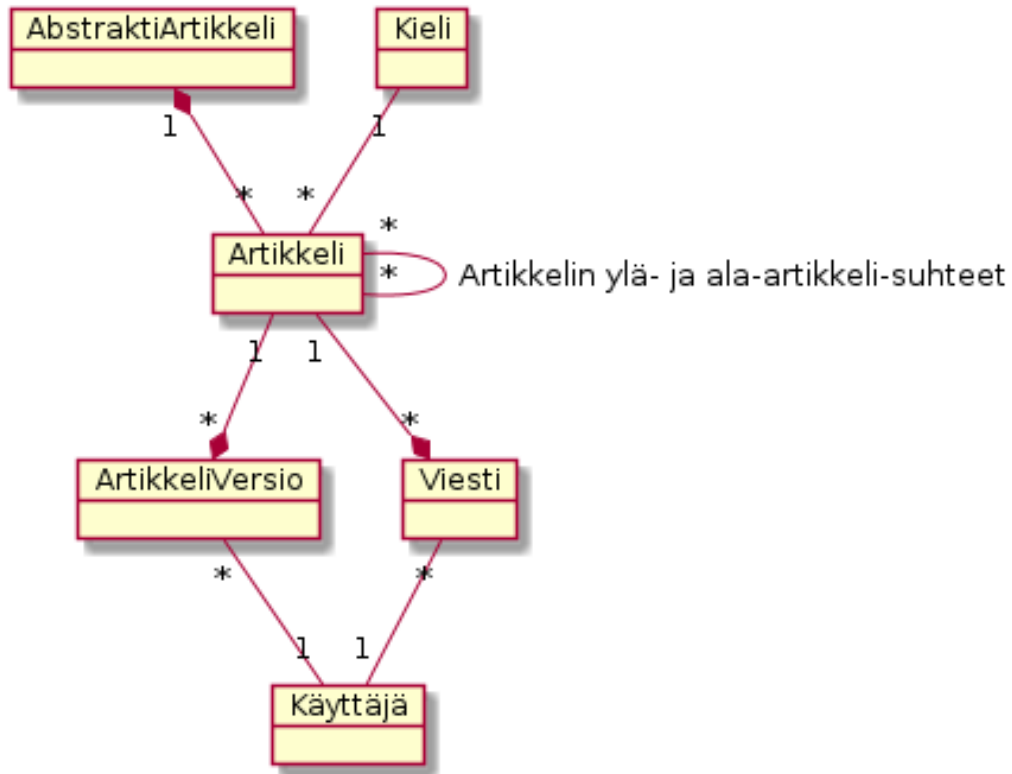 AbstraktiArtikkeli
Kieli
1
1
*
*
*
Artikkeli
*
Artikkelin ylä- ja ala-artikkeli-suhteet
1
1
*
*
ArtikkeliVersio
Viesti
*
*
1
1
Käyttäjä